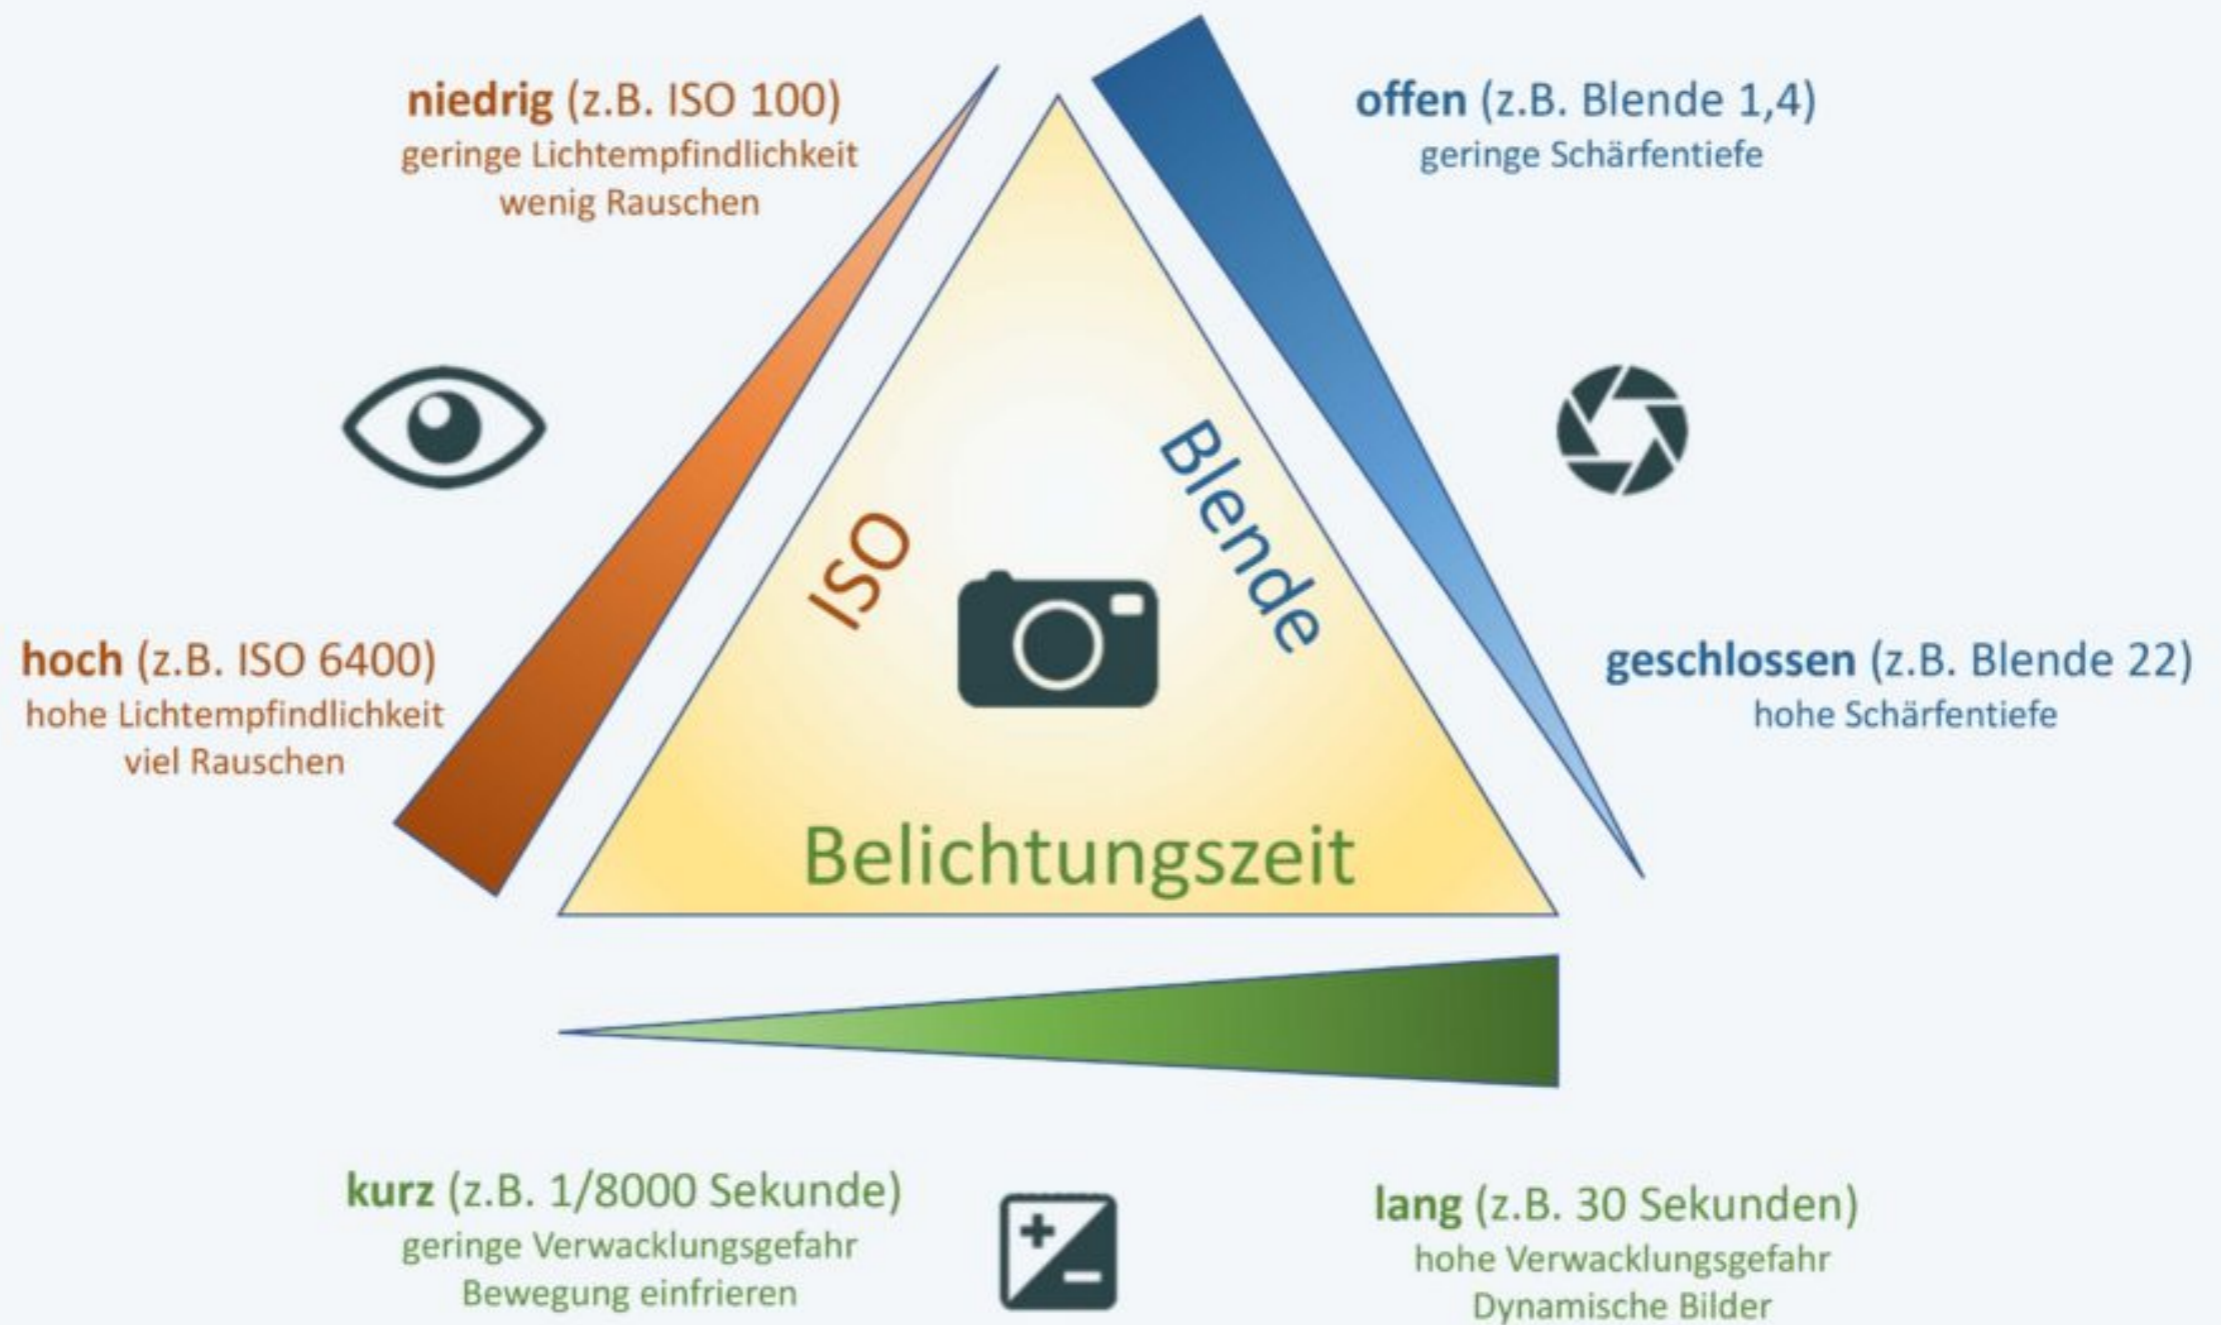 niedrig (z.B. ISO 100)
geringe Lichtempfindlichkeit
wenig Rauschen
offen (z.B. Blende 1,4)
geringe Schärfentiefe
ISO
Blende
hoch (z.B. ISO 6400)
hohe Lichtempfindlichkeit
viel Rauschen
geschlossen (z.B. Blende 22)
hohe Schärfentiefe
Belichtungszeit
kurz (z.B. 1/8000 Sekunde)
geringe Verwacklungsgefahr
Bewegung einfrieren
lang (z.B. 30 Sekunden)
hohe Verwacklungsgefahr
Dynamische Bilder